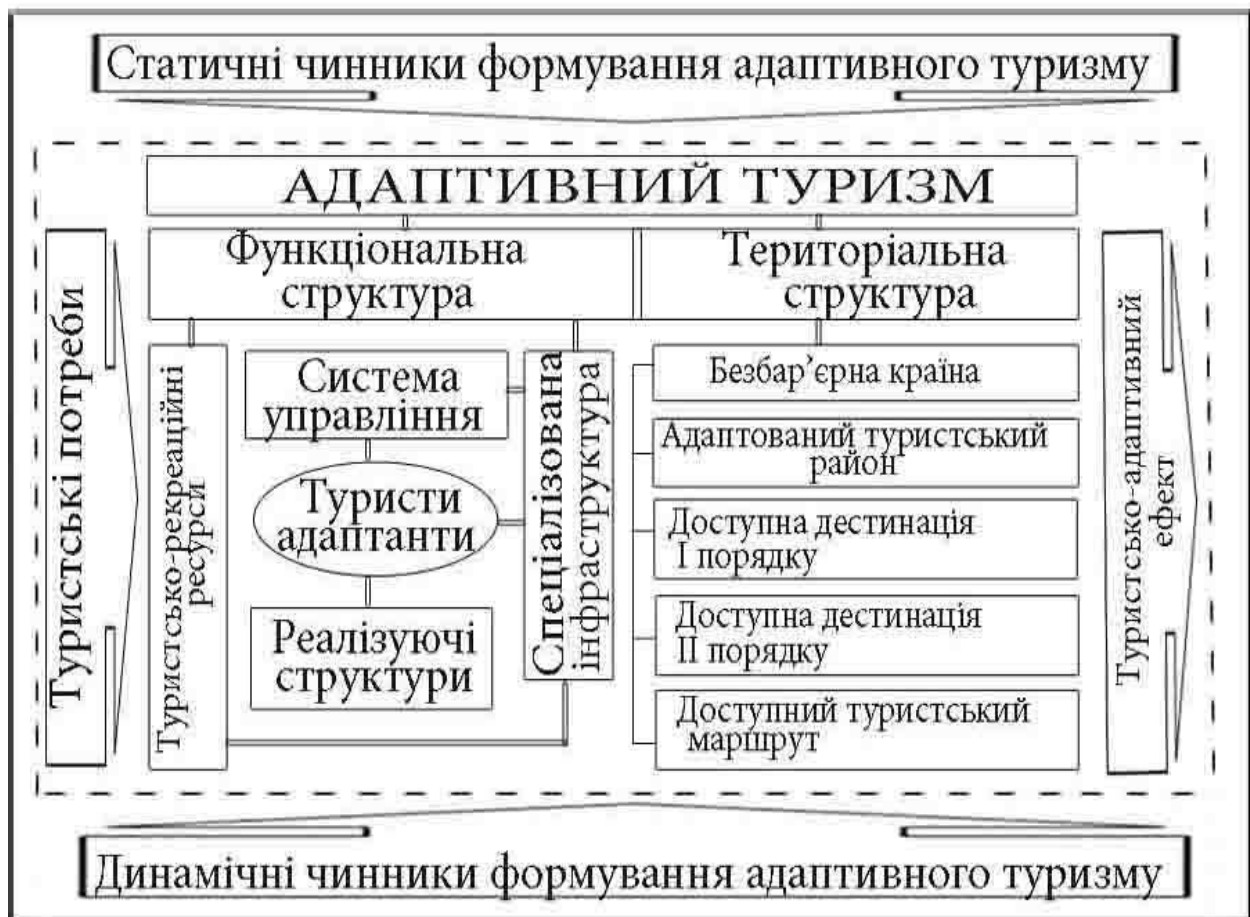 Статичні чинники формування адаптивного туризму
АДАПТИВНИЙ ТУРИЗМ
Туристські потреби
Функціональна
структура
Територіальна
структура
Туристсько-рекреаційні
ресурси
Система
управління
Туристи
адаптанти
Реалізуючі
структури
Спеціалізована
інфраструктура
Безбар’єрна країна
Адаптований туристський
район
Доступна дестинація
I порядку
Доступна дестинація
II порядку
Доступний туристський
маршрут
Туристсько-адаптивний
ефект
Динамічні чинники формування адаптивного туризму